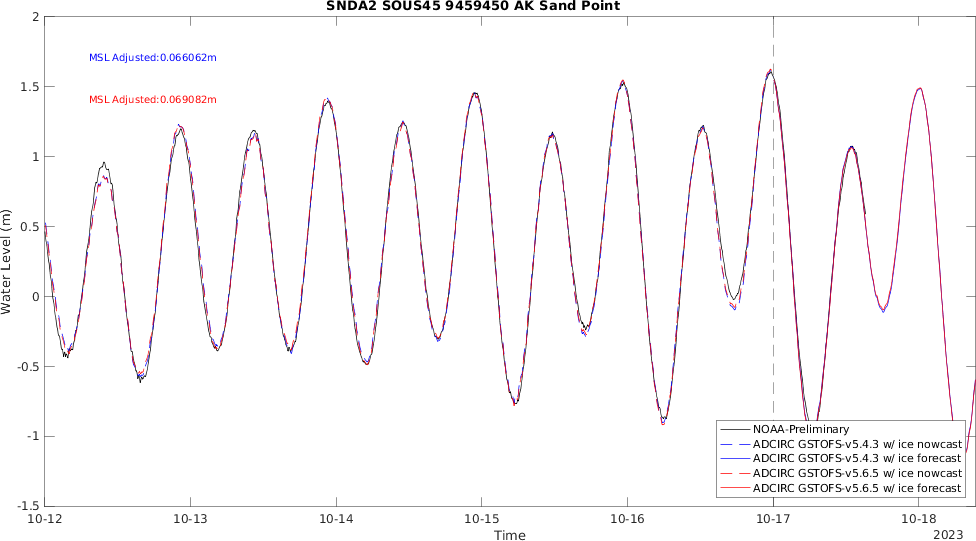 SNDA2 SOUS45 9459450 AK Sand Point
2
MSL Adjusted:0.066062m
1.5
MSL Adjusted:0.069082m
1
0.5
Water Level (m)
0
-0.5
-1
NOAA-Preliminary
ADCIRC GSTOFS-v5.4.3 w/ ice nowcast
ADCIRC GSTOFS-v5.4.3 w/ ice forecast
ADCIRC GSTOFS-v5.6.5 w/ ice nowcast
ADCIRC GSTOFS-v5.6.5 w/ ice forecast
-1.5
10-12 10-13 10-14 10-15 10-16 10-17 10-18
Time
2023